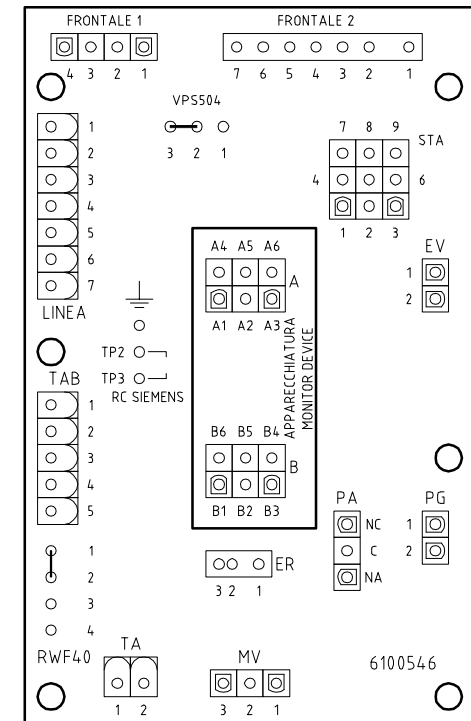 FRONTALE 1
FRONTALE 2
4 3 2 1
7 6 5 4 3 2 1
VPS504
3 2 1
7 8 9
STA
4 6
1 2 3
1
2
3
4
5
6
7
LINEA
EV
1
2
A4 A5 A6
A
A1 A2 A3
APPARECCHIATURA
MONITOR DEVICE
TP2
TP3
RC SIEMENS
TAB
1
2
3
4
5
B6 B5 B4
B
B1 B2 B3
PA
NC
C
NA
PG
1
2
ER
3 2 1
1
2
3
4
RWF40
TA
1 2
MV
3 2 1
6100546